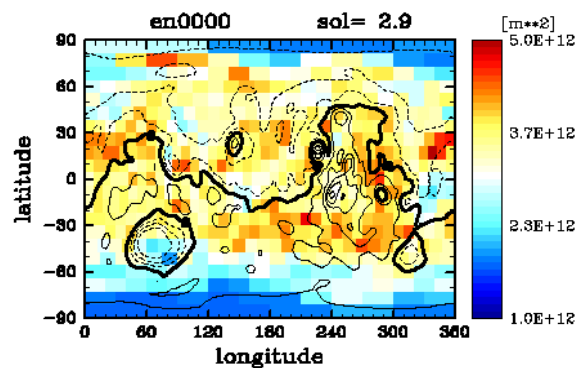 en0000 sol= 2.9
[m**2]
90
60
30
0
-30
-60
-90
latitude
0 60 120 180 240 300 360
longitude
5.0E+12
3.7E+12
2.3E+12
1.0E+12